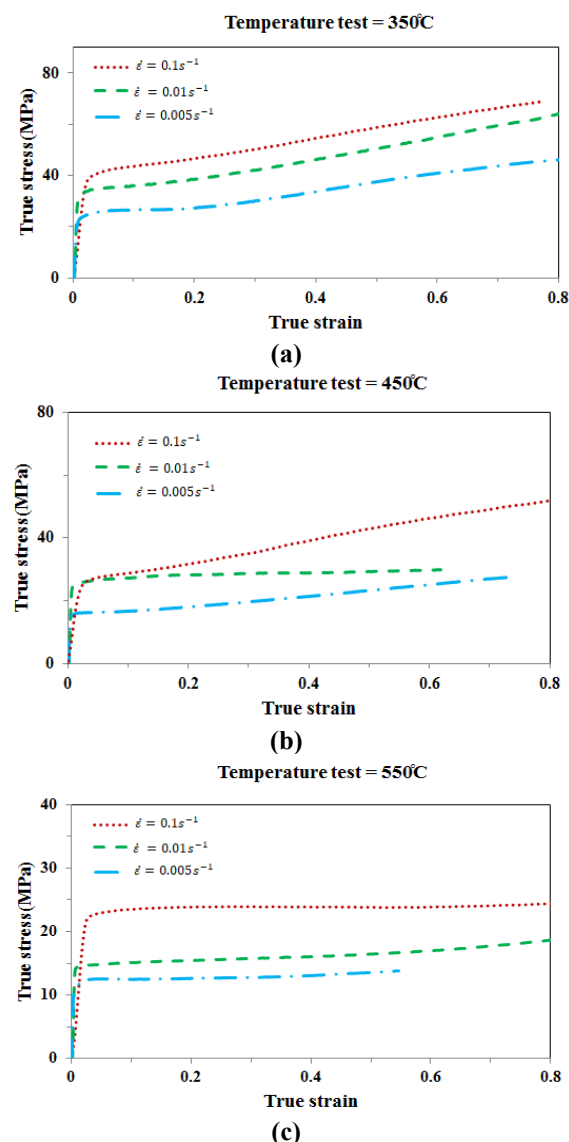 Temperature test = 350℃
True stress(MPa)
80
40
0
ε̇ = 0.1s⁻¹
ε̇ = 0.01s⁻¹
ε̇ = 0.005s⁻¹
0 0.2 0.4 0.6 0.8
True strain
(a)
Temperature test = 450℃
True stress(MPa)
80
40
0
ε̇ = 0.1s⁻¹
ε̇ = 0.01s⁻¹
ε̇ = 0.005s⁻¹
0 0.2 0.4 0.6 0.8
True strain
(b)
Temperature test = 550℃
True stress(MPa)
40
30
20
10
0
ε̇ = 0.1s⁻¹
ε̇ = 0.01s⁻¹
ε̇ = 0.005s⁻¹
0 0.2 0.4 0.6 0.8
True strain
(c)